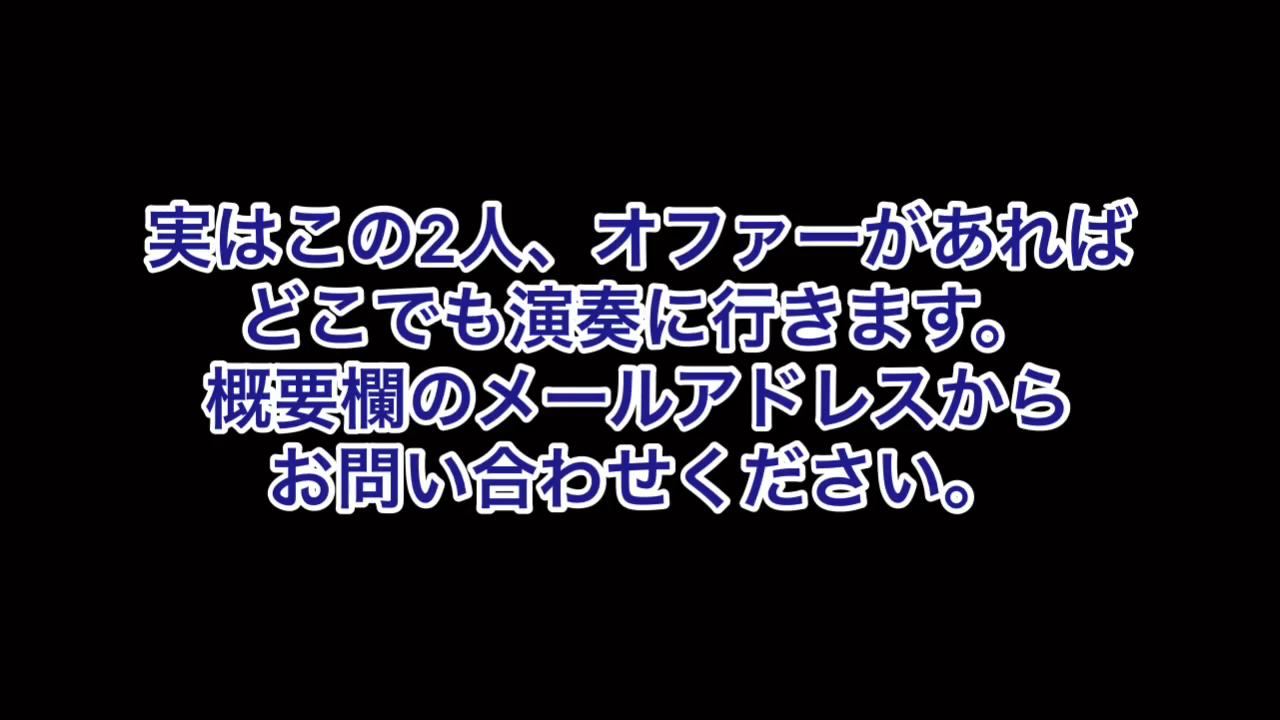 実はこの2人、オファーがあれば
どこでも演奏に行きます。
概要欄のメールアドレスから
お問い合わせください。